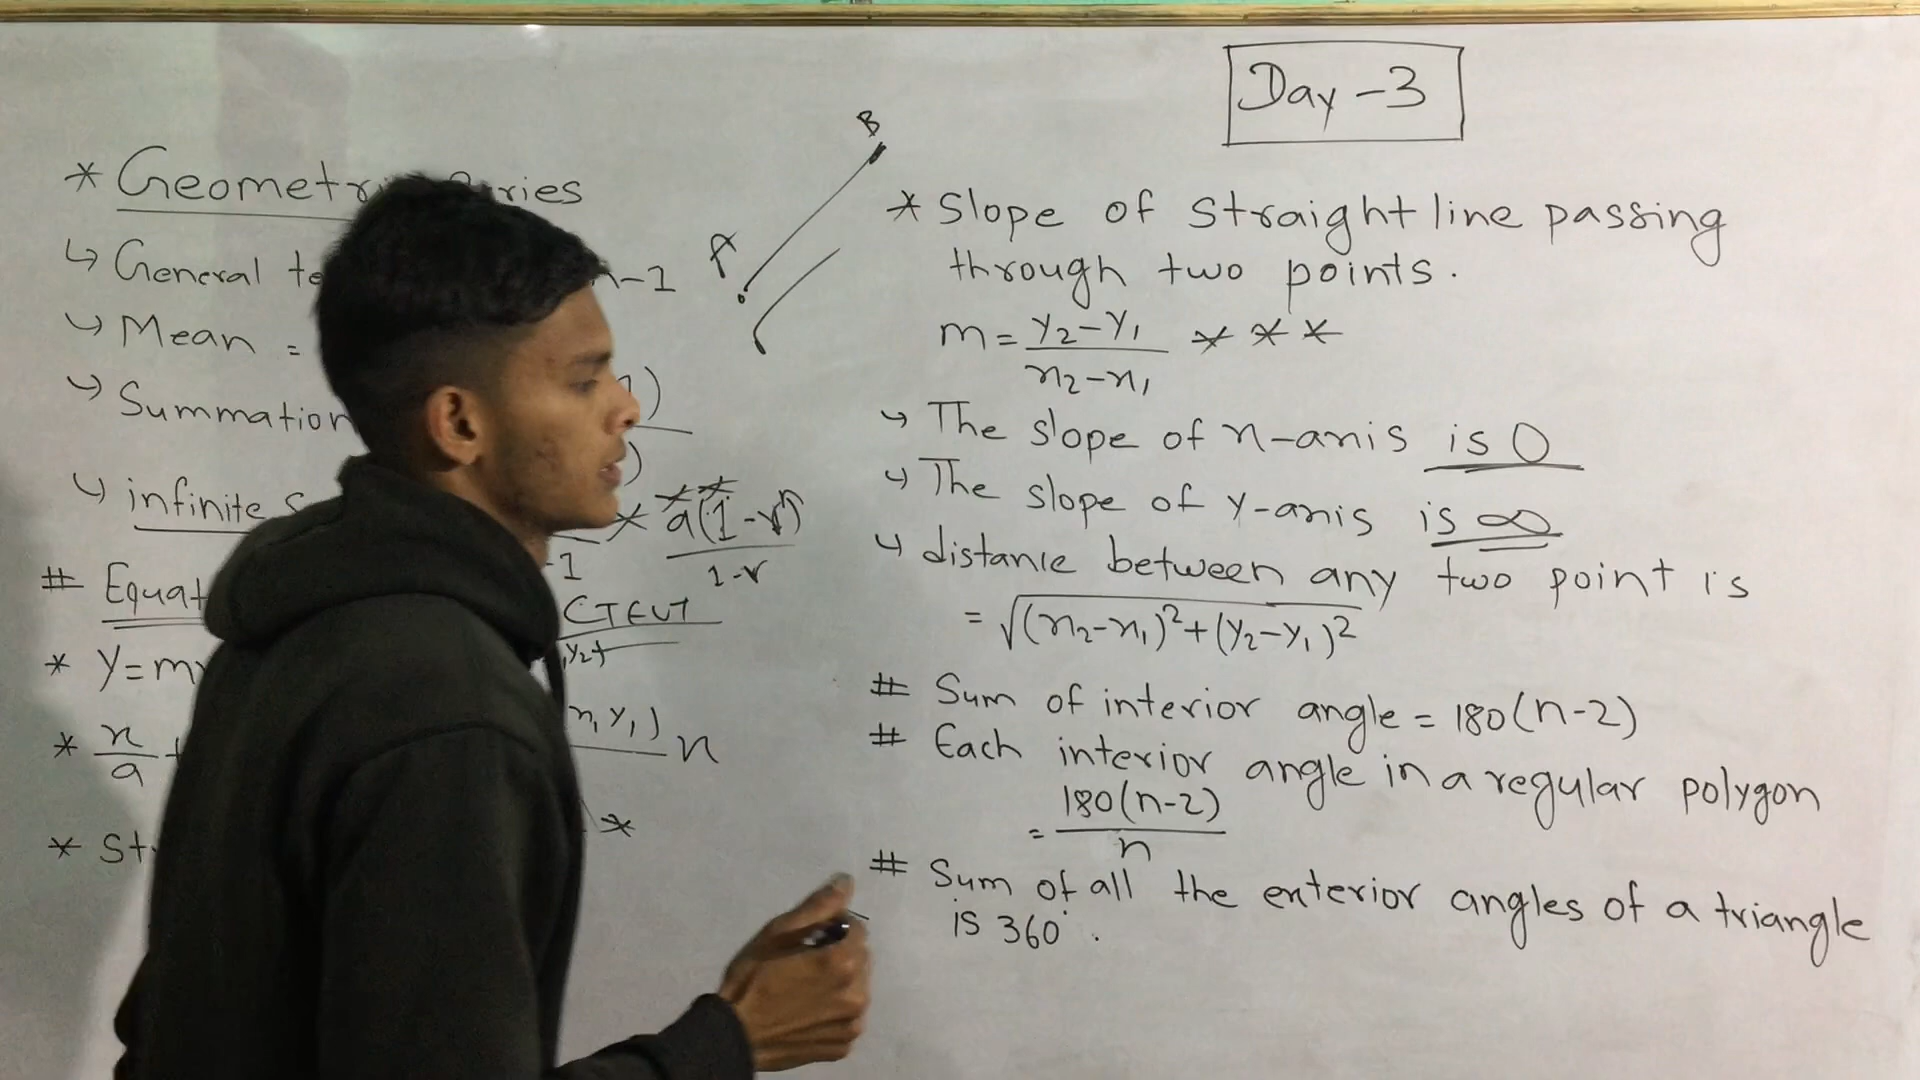 Day-3
* Geometr ries
↳ General te n-1
↳ Mean =
↳ Summation )
↳ infinite s * a(1-r)
1-r
# Equat CTEVT
* y=m
* x/a + n
* st *
A B
* Slope of straight line passing
through two points.
m = y₂-y₁ * * *
x₂-x₁
↳ The slope of x-axis is 0
↳ The slope of y-axis is ∞
↳ distance between any two point is
= √(x₂-x₁)²+(y₂-y₁)²
# Sum of interior angle = 180(n-2)
# Each interior angle in a regular polygon
= 180(n-2)
n
# Sum of all the exterior angles of a triangle
is 360°.